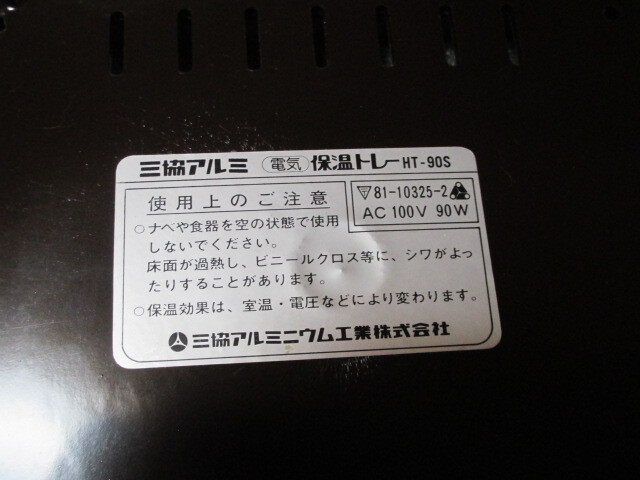 三協アルミ 電気 保温トレー HT-90S
使用上のご注意
▽81-10325-2
AC 100V 90W
○ナベや食器を空の状態で使用
しないでください。
床面が過熱し、ビニールクロス等に、シワがよっ
たりすることがあります。
○保温効果は、室温・電圧などにより変わります。
三協アルミニウム工業株式会社